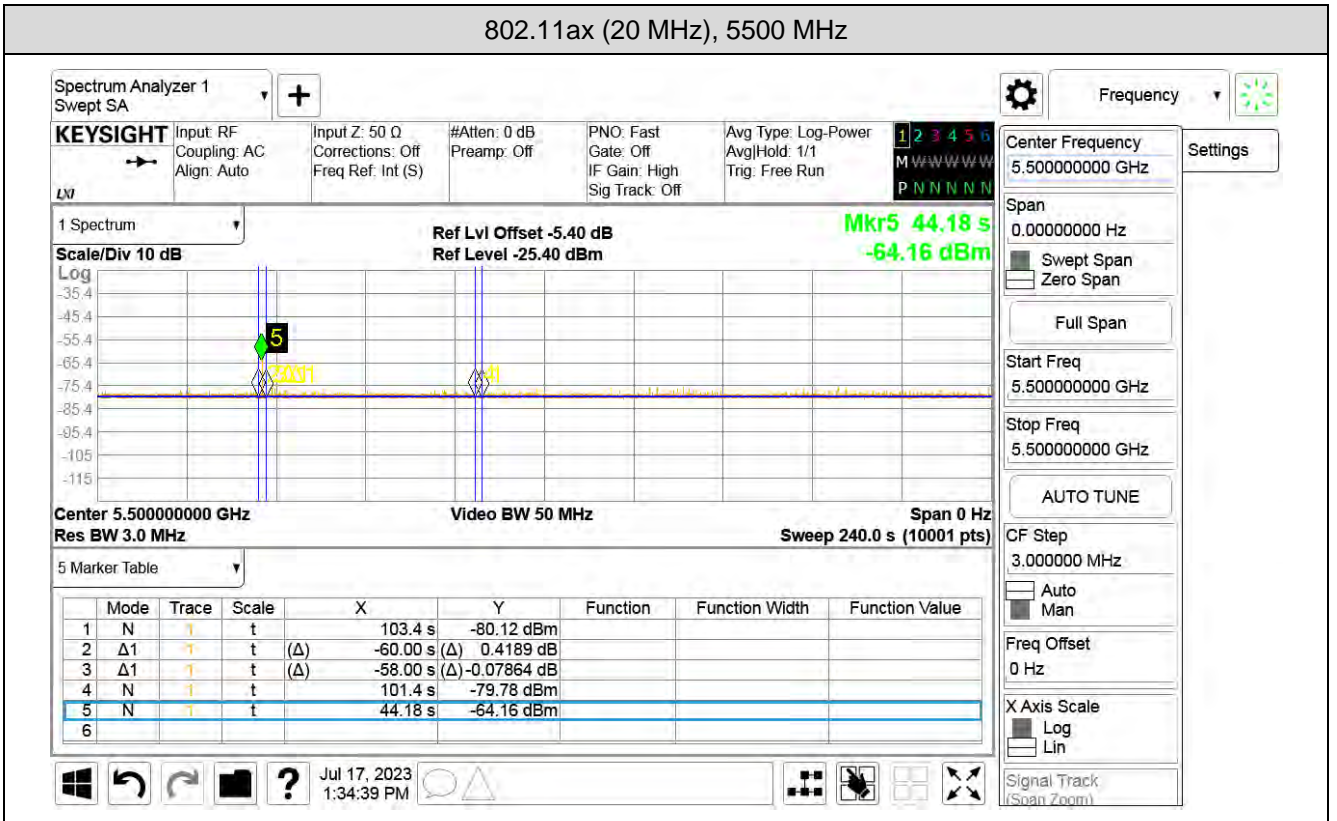 802.11ax (20 MHz), 5500 MHz
Spectrum Analyzer 1
Swept SA
Frequency
KEYSIGHT
Input: RF
Coupling: AC
Align: Auto
Input Z: 50 Ω
Corrections: Off
Freq Ref: Int (S)
#Atten: 0 dB
Preamp: Off
PNO: Fast
Gate: Off
IF Gain: High
Sig Track: Off
Avg Type: Log-Power
Avg|Hold: 1/1
Trig: Free Run
1 2 3 4 5 6
M W W W W W W
P N N N N N
LXI
Settings
1 Spectrum
Scale/Div 10 dB
Ref Lvl Offset -5.40 dB
Ref Level -25.40 dBm
Mkr5 44.18 s
-64.16 dBm
Log
-35.4
-45.4
-55.4
-65.4
-75.4
-85.4
-95.4
-105
-115
5
Center 5.500000000 GHz
Video BW 50 MHz
Span 0 Hz
Res BW 3.0 MHz
Sweep 240.0 s (10001 pts)
5 Marker Table
Mode Trace Scale X Y Function Function Width Function Value
1 N 1 t 103.4 s -80.12 dBm
2 Δ1 1 t (Δ) -60.00 s (Δ) 0.4189 dB
3 Δ1 1 t (Δ) -58.00 s (Δ) -0.07864 dB
4 N 1 t 101.4 s -79.78 dBm
5 N 1 t 44.18 s -64.16 dBm
6
Center Frequency
5.500000000 GHz
Span
0.00000000 Hz
Swept Span
Zero Span
Full Span
Start Freq
5.500000000 GHz
Stop Freq
5.500000000 GHz
AUTO TUNE
CF Step
3.000000 MHz
Auto
Man
Freq Offset
0 Hz
X Axis Scale
Log
Lin
Signal Track
(Span Zoom)
?
Jul 17, 2023
1:34:39 PM